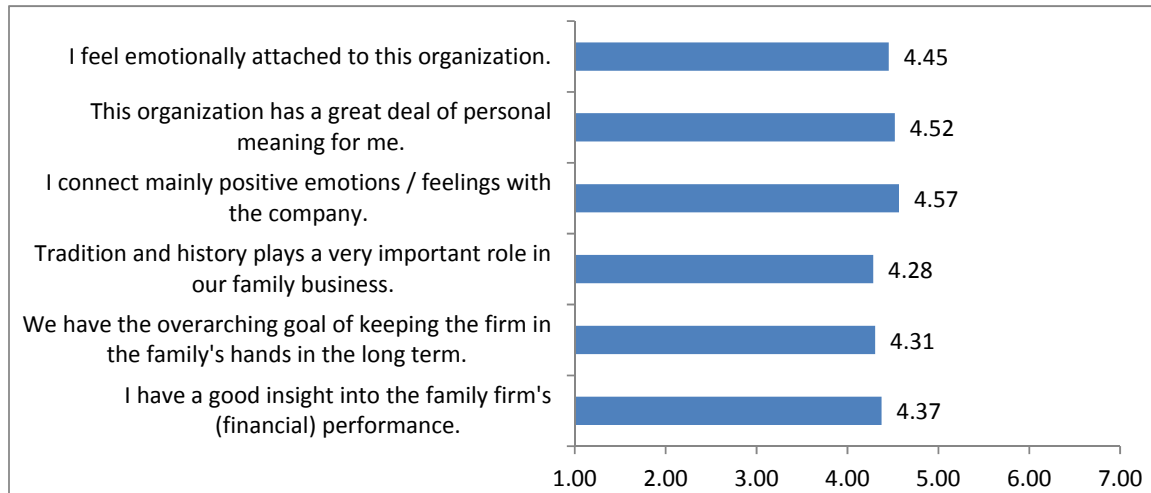 I feel emotionally attached to this organization.
4.45
This organization has a great deal of personal
meaning for me.
4.52
I connect mainly positive emotions / feelings with
the company.
4.57
Tradition and history plays a very important role in
our family business.
4.28
We have the overarching goal of keeping the firm in
the family's hands in the long term.
4.31
I have a good insight into the family firm's
(financial) performance.
4.37
1.00 2.00 3.00 4.00 5.00 6.00 7.00